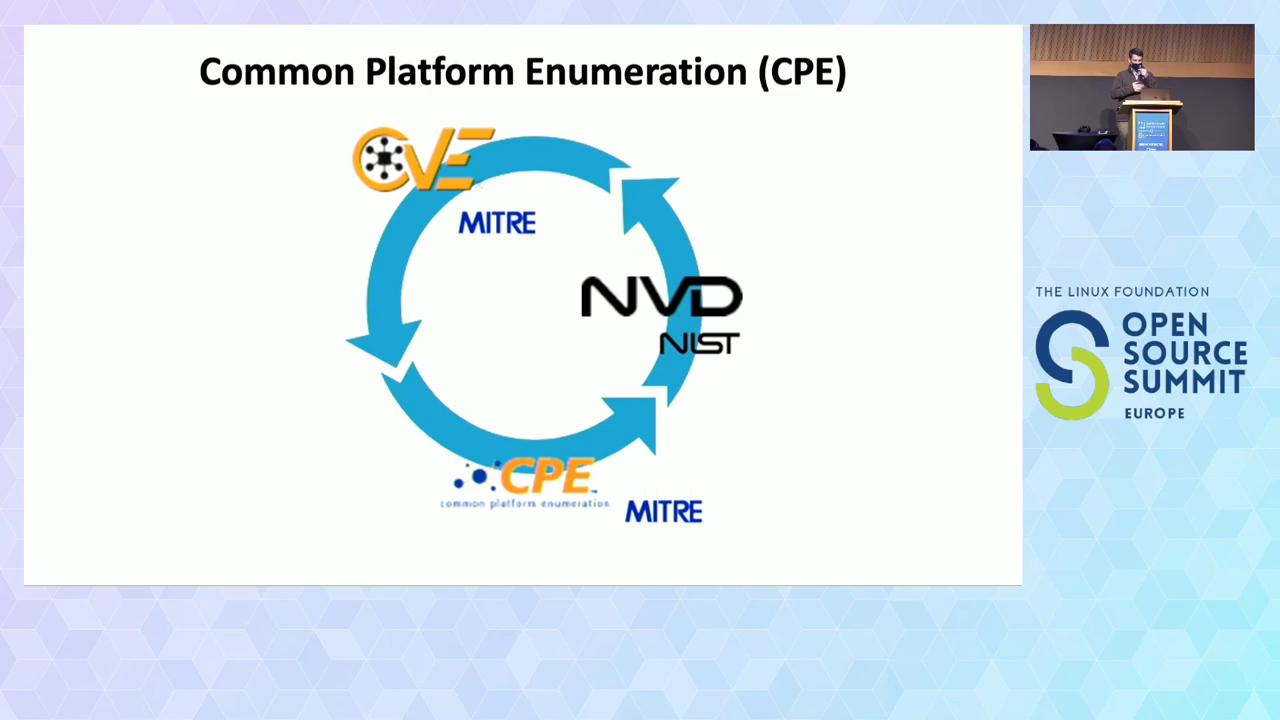 Common Platform Enumeration (CPE)
CVE
MITRE
NVD
NIST
CPE
common platform enumeration
MITRE
THE LINUX FOUNDATION
OPEN
SOURCE
SUMMIT
EUROPE